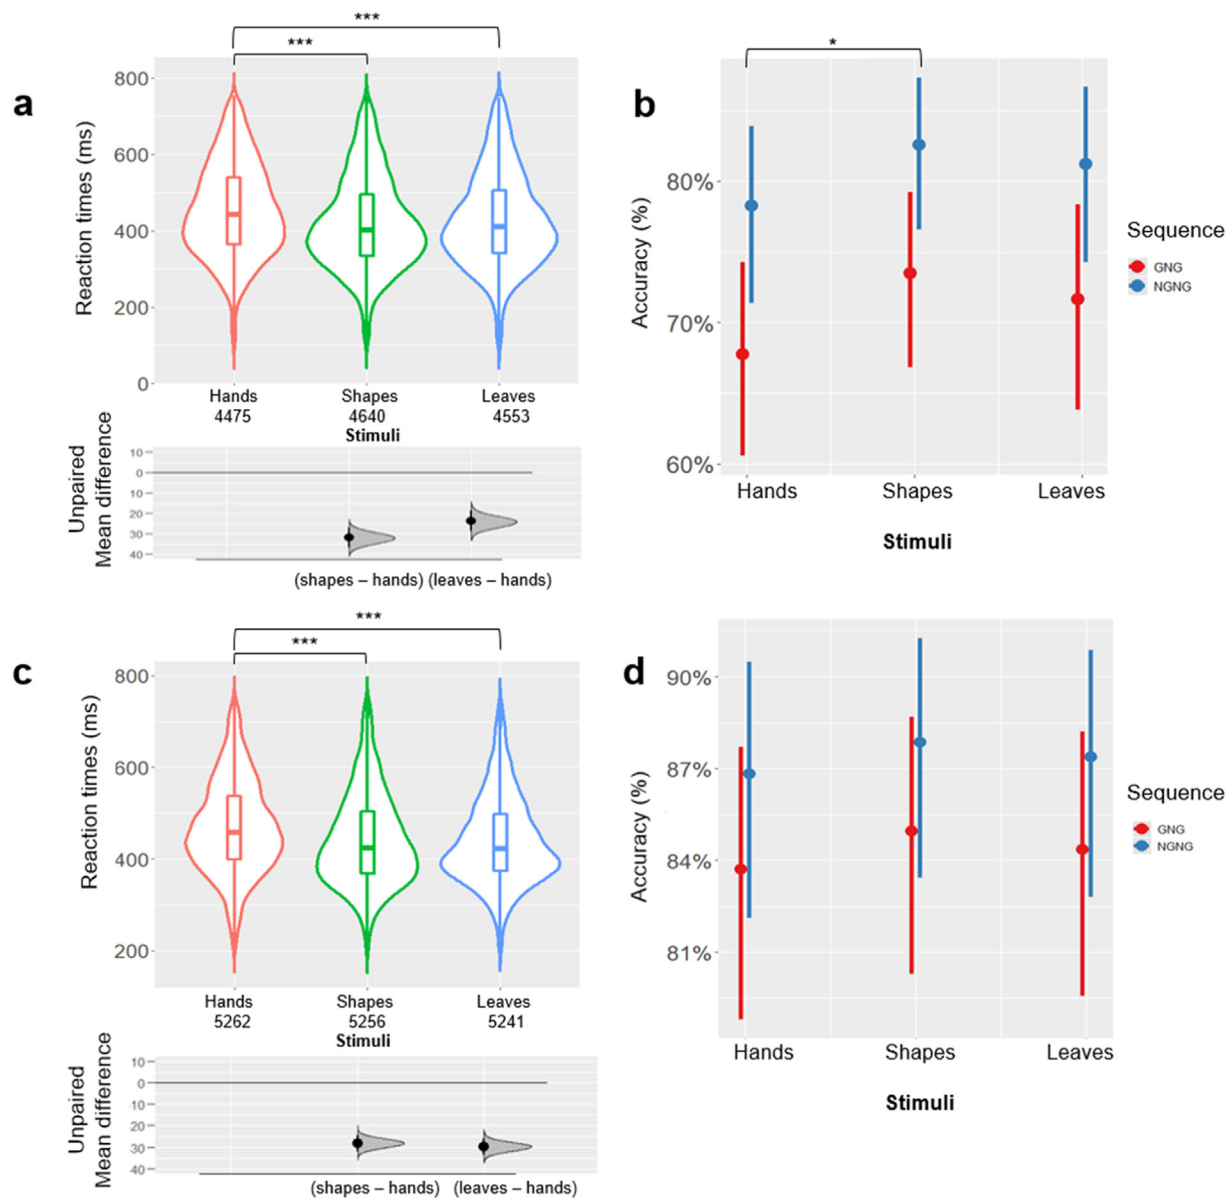 a
***
***
Reaction times (ms)
800
600
400
200
0
Hands Shapes Leaves
4475 4640 4553
Stimuli
Unpaired
Mean difference
10
0
10
20
30
40
(shapes – hands) (leaves – hands)
b
*
Accuracy (%)
80%
70%
60%
Hands Shapes Leaves
Stimuli
Sequence
GNG
NGNG
c
***
***
Reaction times (ms)
800
600
400
200
Hands Shapes Leaves
5262 5256 5241
Stimuli
Unpaired
Mean difference
10
0
10
20
30
40
(shapes – hands) (leaves – hands)
d
Accuracy (%)
90%
87%
84%
81%
Hands Shapes Leaves
Stimuli
Sequence
GNG
NGNG